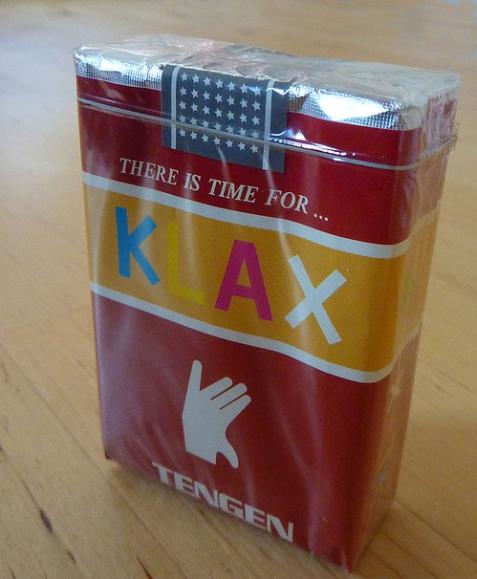 THERE IS TIME FOR...
KLAX
TENGEN